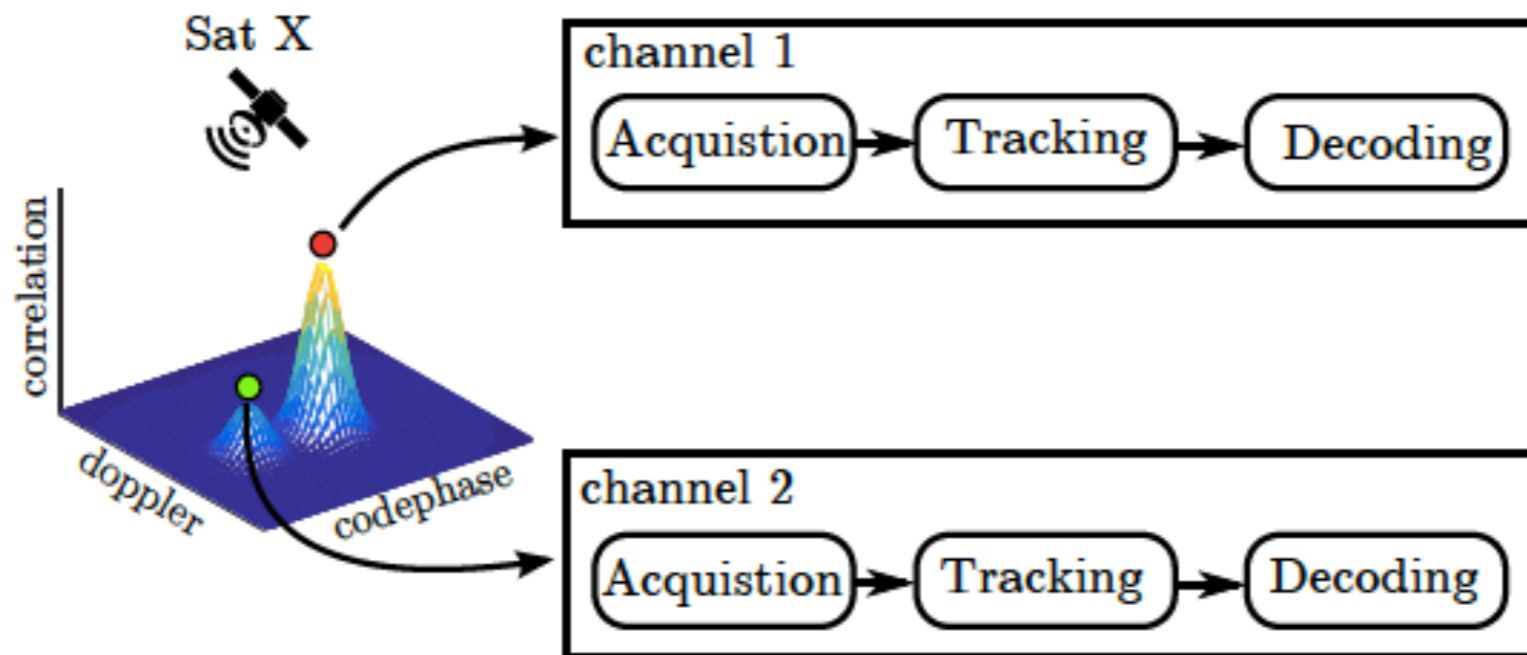 Sat X
channel 1
Acquistion
Tracking
Decoding
correlation
doppler
codephase
channel 2
Acquistion
Tracking
Decoding